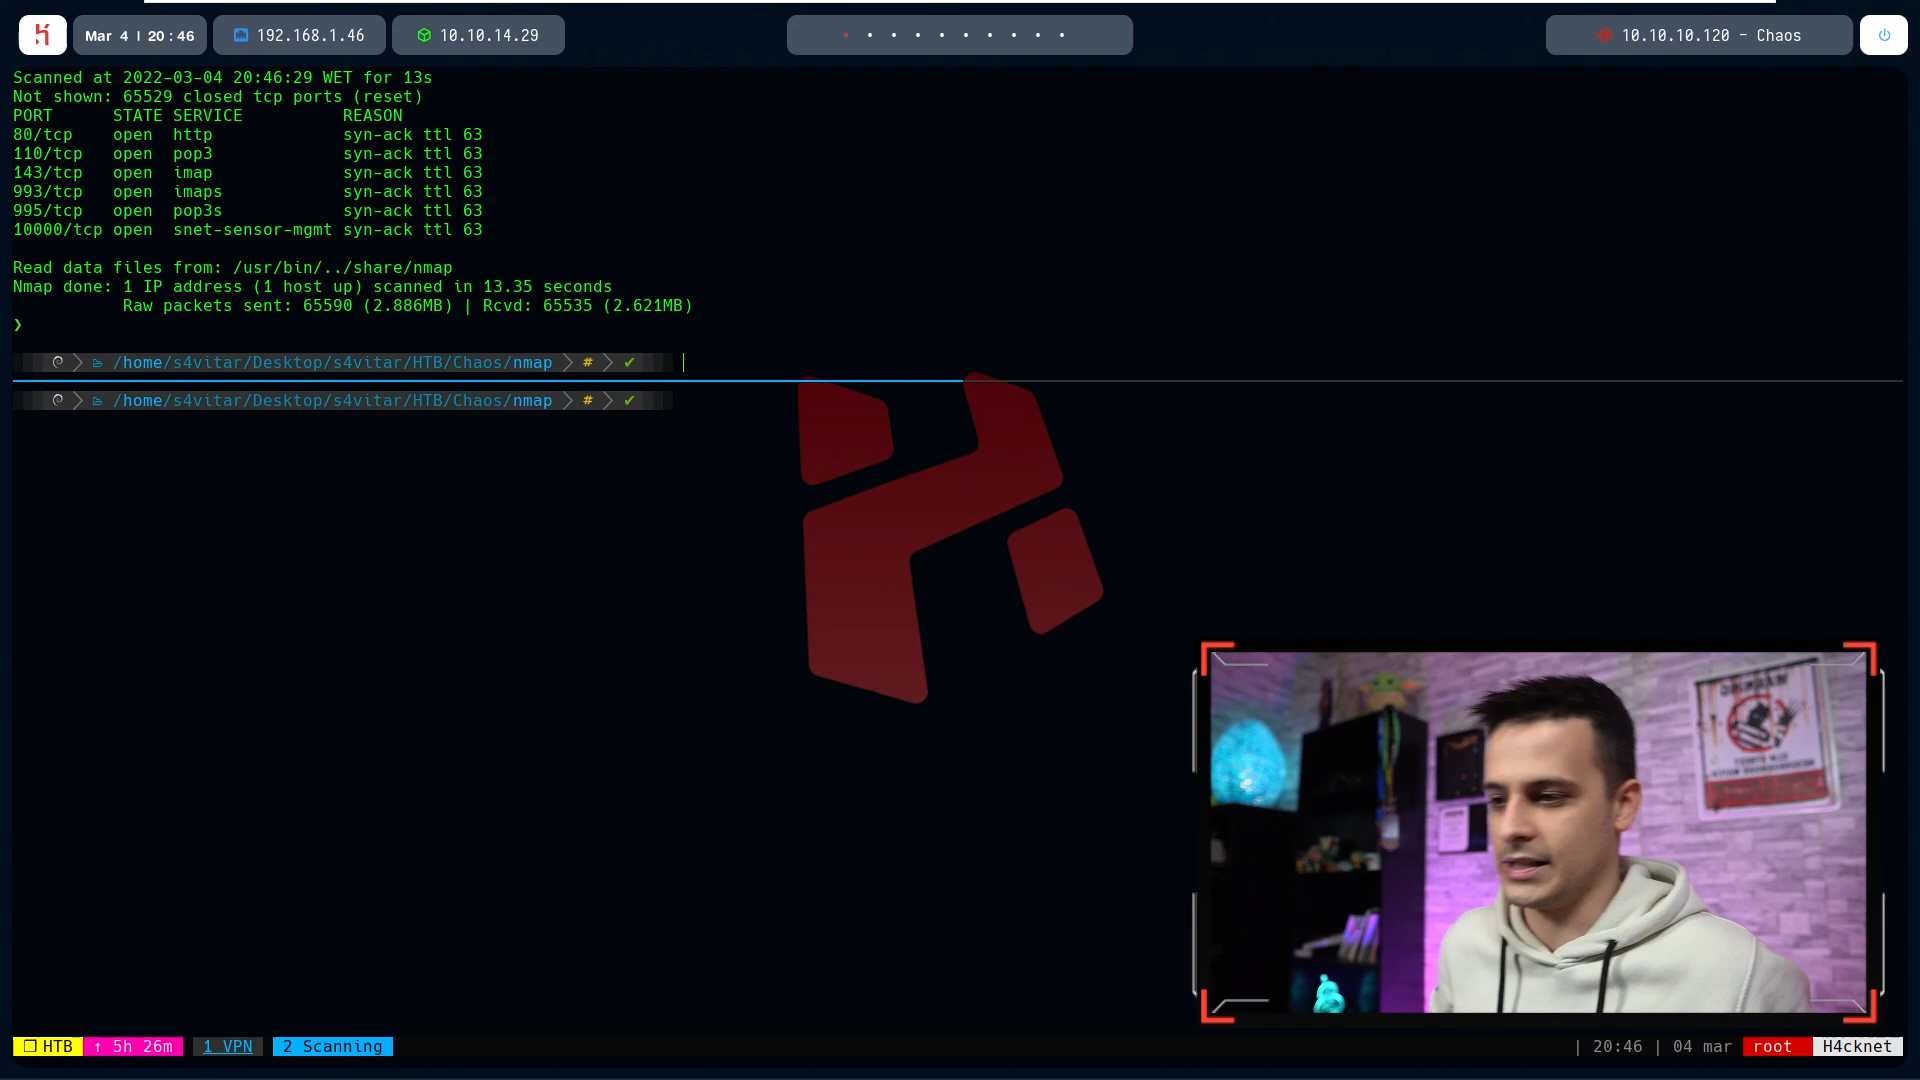 Mar 4 | 20:46
192.168.1.46
10.10.14.29
10.10.10.120 - Chaos
Scanned at 2022-03-04 20:46:29 WET for 13s
Not shown: 65529 closed tcp ports (reset)
PORT STATE SERVICE REASON
80/tcp open http syn-ack ttl 63
110/tcp open pop3 syn-ack ttl 63
143/tcp open imap syn-ack ttl 63
993/tcp open imaps syn-ack ttl 63
995/tcp open pop3s syn-ack ttl 63
10000/tcp open snet-sensor-mgmt syn-ack ttl 63
Read data files from: /usr/bin/../share/nmap
Nmap done: 1 IP address (1 host up) scanned in 13.35 seconds
Raw packets sent: 65590 (2.886MB) | Rcvd: 65535 (2.621MB)
❯
/home/s4vitar/Desktop/s4vitar/HTB/Chaos/nmap # ✔
/home/s4vitar/Desktop/s4vitar/HTB/Chaos/nmap # ✔
HTB ↑ 5h 26m 1 VPN 2 Scanning | 20:46 | 04 mar root H4cknet